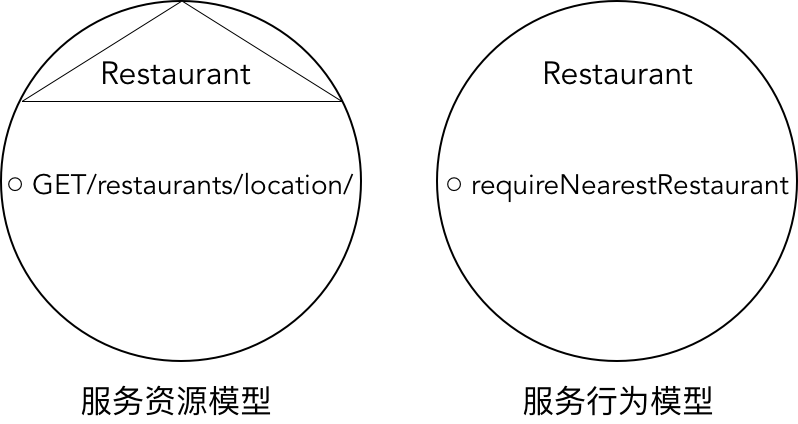 Restaurant
GET/restaurants/location/
服务资源模型
Restaurant
requireNearestRestaurant
服务行为模型